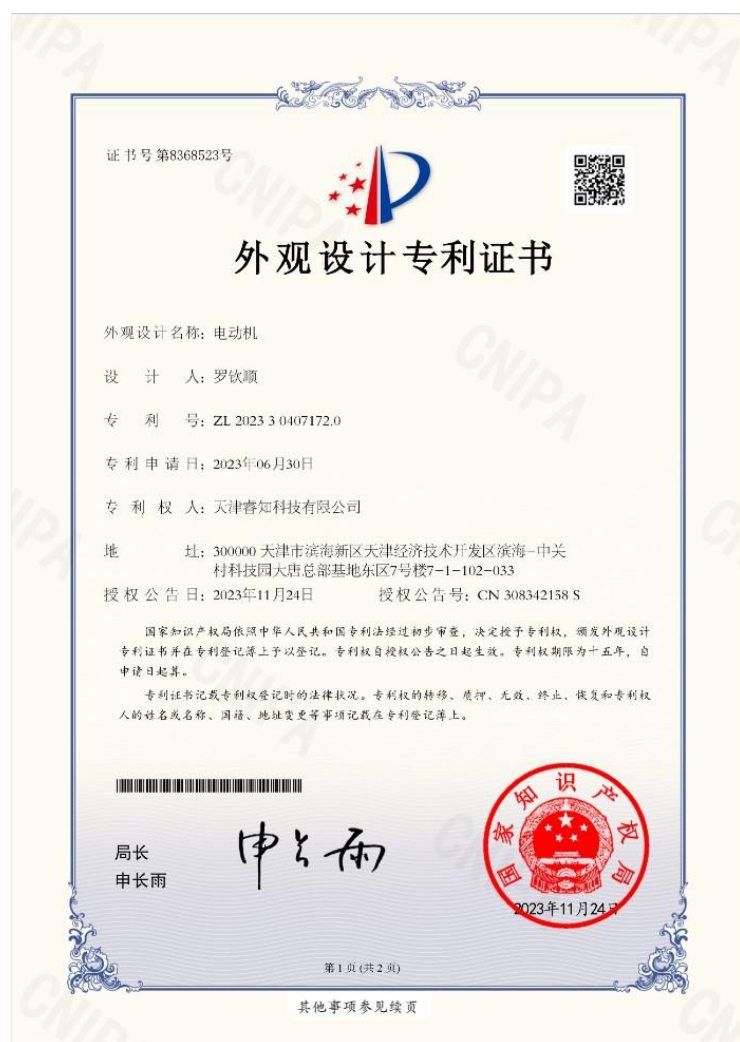 证书号第8368523号
外观设计专利证书
外观设计名称：电动机
设计人：罗钦顺
专利号：ZL 2023 3 0407172.0
专利申请日：2023年06月30日
专利权人：天津睿知科技有限公司
地址：300000 天津市滨海新区天津经济技术开发区滨海-中关
村科技园大唐总部基地东区7号楼7-1-102-033
授权公告日：2023年11月24日 授权公告号：CN 308342158 S
国家知识产权局依照中华人民共和国专利法经过初步审查，决定授予专利权，颁发外观设计
专利证书并在专利登记簿上予以登记。专利权自授权公告之日起生效。专利权期限为十五年，自
申请日起算。
专利证书记载专利权登记时的法律状况。专利权的转移、质押、无效、终止、恢复和专利权
人的姓名或名称、国籍、地址变更等事项记载在专利登记簿上。
局长
申长雨
申长雨
国家知识产权局
2023年11月24日
第1页(共2页)
其他事项参见续页
CNIPA